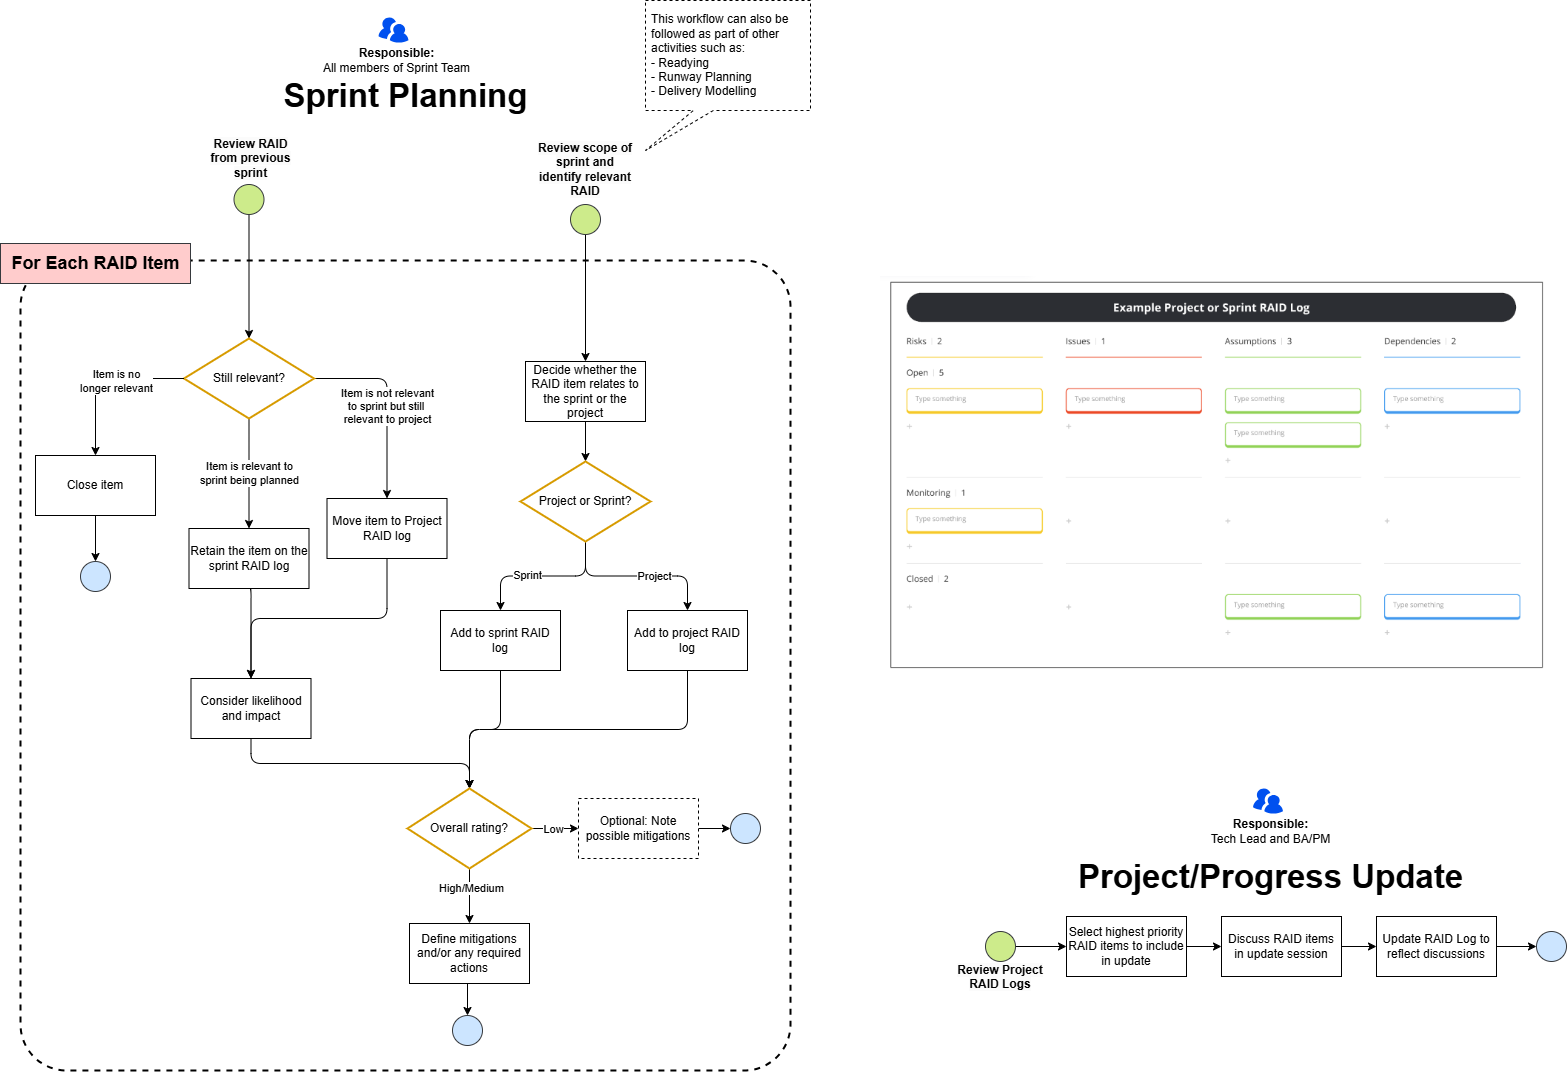 Responsible:
All members of Sprint Team
Sprint Planning
This workflow can also be
followed as part of other
activities such as:
- Readying
- Runway Planning
- Delivery Modelling
Review RAID
from previous
sprint
Review scope of
sprint and
identify relevant
RAID
For Each RAID Item
Still relevant?
Item is no
longer relevant
Item is not relevant
to sprint but still
relevant to project
Item is relevant to
sprint being planned
Close item
Retain the item on the
sprint RAID log
Move item to Project
RAID log
Consider likelihood
and impact
Decide whether the
RAID item relates to
the sprint or the
project
Project or Sprint?
Sprint
Project
Add to sprint RAID
log
Add to project RAID
log
Overall rating?
Low
Optional: Note
possible mitigations
High/Medium
Define mitigations
and/or any required
actions
Example Project or Sprint RAID Log
Risks 2
Issues 1
Assumptions 3
Dependencies 2
Open 5
Type something
Type something
Type something
Type something
+
+
Type something
+
+
Monitoring 1
Type something
+
+
+
+
Closed 2
Type something
Type something
+
+
+
+
Responsible:
Tech Lead and BA/PM
Project/Progress Update
Review Project
RAID Logs
Select highest priority
RAID items to include
in update
Discuss RAID items
in update session
Update RAID Log to
reflect discussions